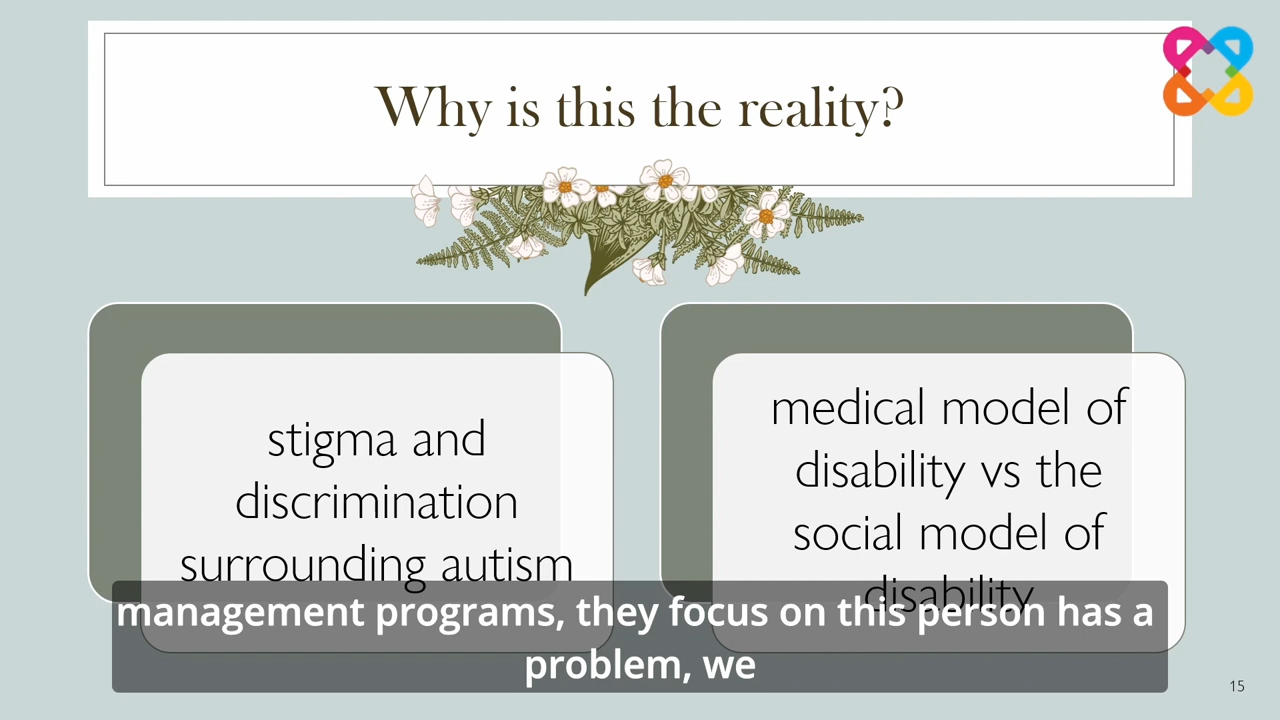 Why is this the reality?
stigma and
discrimination
surrounding autism
medical model of
disability vs the
social model of
disability
management programs, they focus on this person has a
problem, we
15